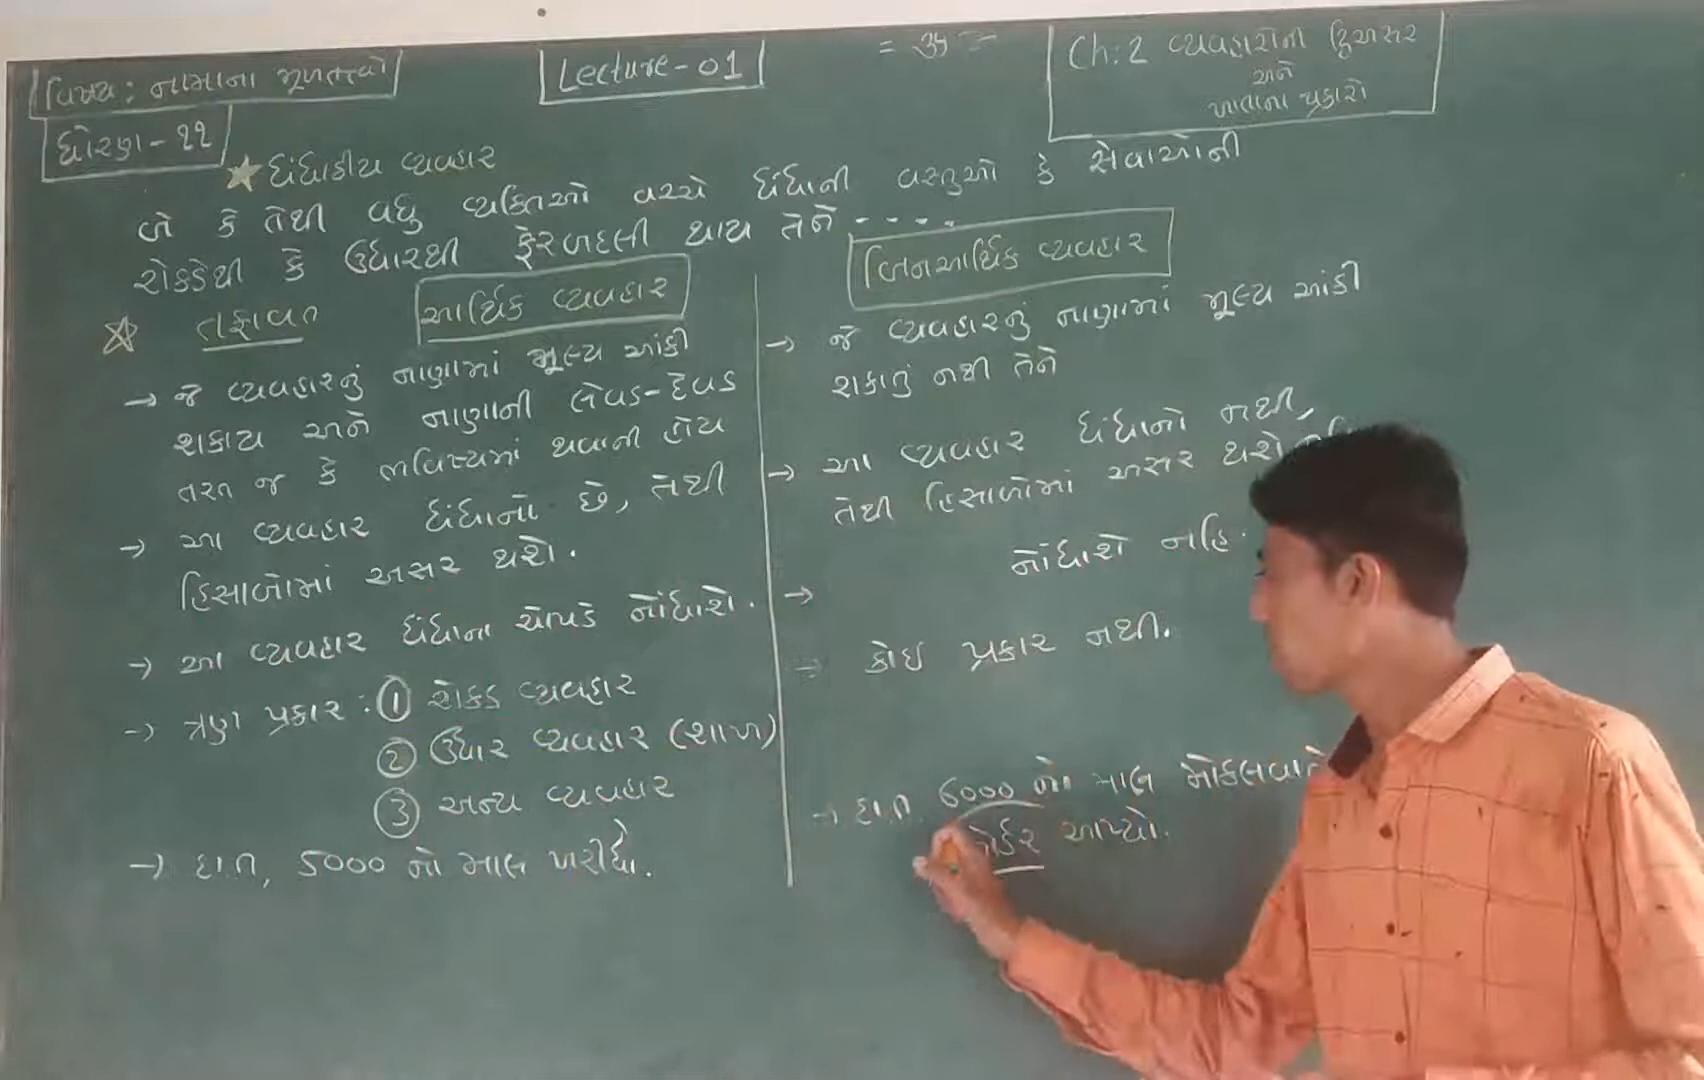 વિષય : નામાના મૂળતત્વો
Lecture-01
Ch:2 વ્યવહારોની દ્વિઅસર
અને
ખાતાના પ્રકારો
ધોરણ - ૧૧
ધંધાકીય વ્યવહાર
બે કે તેથી વધુ વ્યક્તિઓ વચ્ચે ધંધાની વસ્તુઓ કે સેવાઓની
રોકડેથી કે ઉધારથી ફેરબદલી થાય તેને -----
તફાવત
આર્થિક વ્યવહાર
→ જે વ્યવહારનું નાણામાં મૂલ્ય આંકી
શકાય અને નાણાની લેવડ-દેવડ
તરત જ કે ભવિષ્યમાં થવાની હોય
→ આ વ્યવહાર ધંધાનો છે, તેથી
હિસાબોમાં અસર થશે.
→ આ વ્યવહાર ધંધાના ચોપડે નોંધાશે.
→ ત્રણ પ્રકાર : ① રોકડ વ્યવહાર
② ઉધાર વ્યવહાર (શાખ)
③ અન્ય વ્યવહાર
→ દા.ત, 5000 નો માલ ખરીદ્યો.
બિનઆર્થિક વ્યવહાર
→ જે વ્યવહારનું નાણામાં મૂલ્ય આંકી
શકાતું નથી તેને
→ આ વ્યવહાર ધંધાનો નથી,
તેથી હિસાબોમાં અસર થશે
→ નોંધાશે નહિ.
→ કોઇ પ્રકાર નથી.
→ દા.ત. 6000 નો માલ મોકલવાનો
ઓર્ડર આપ્યો.